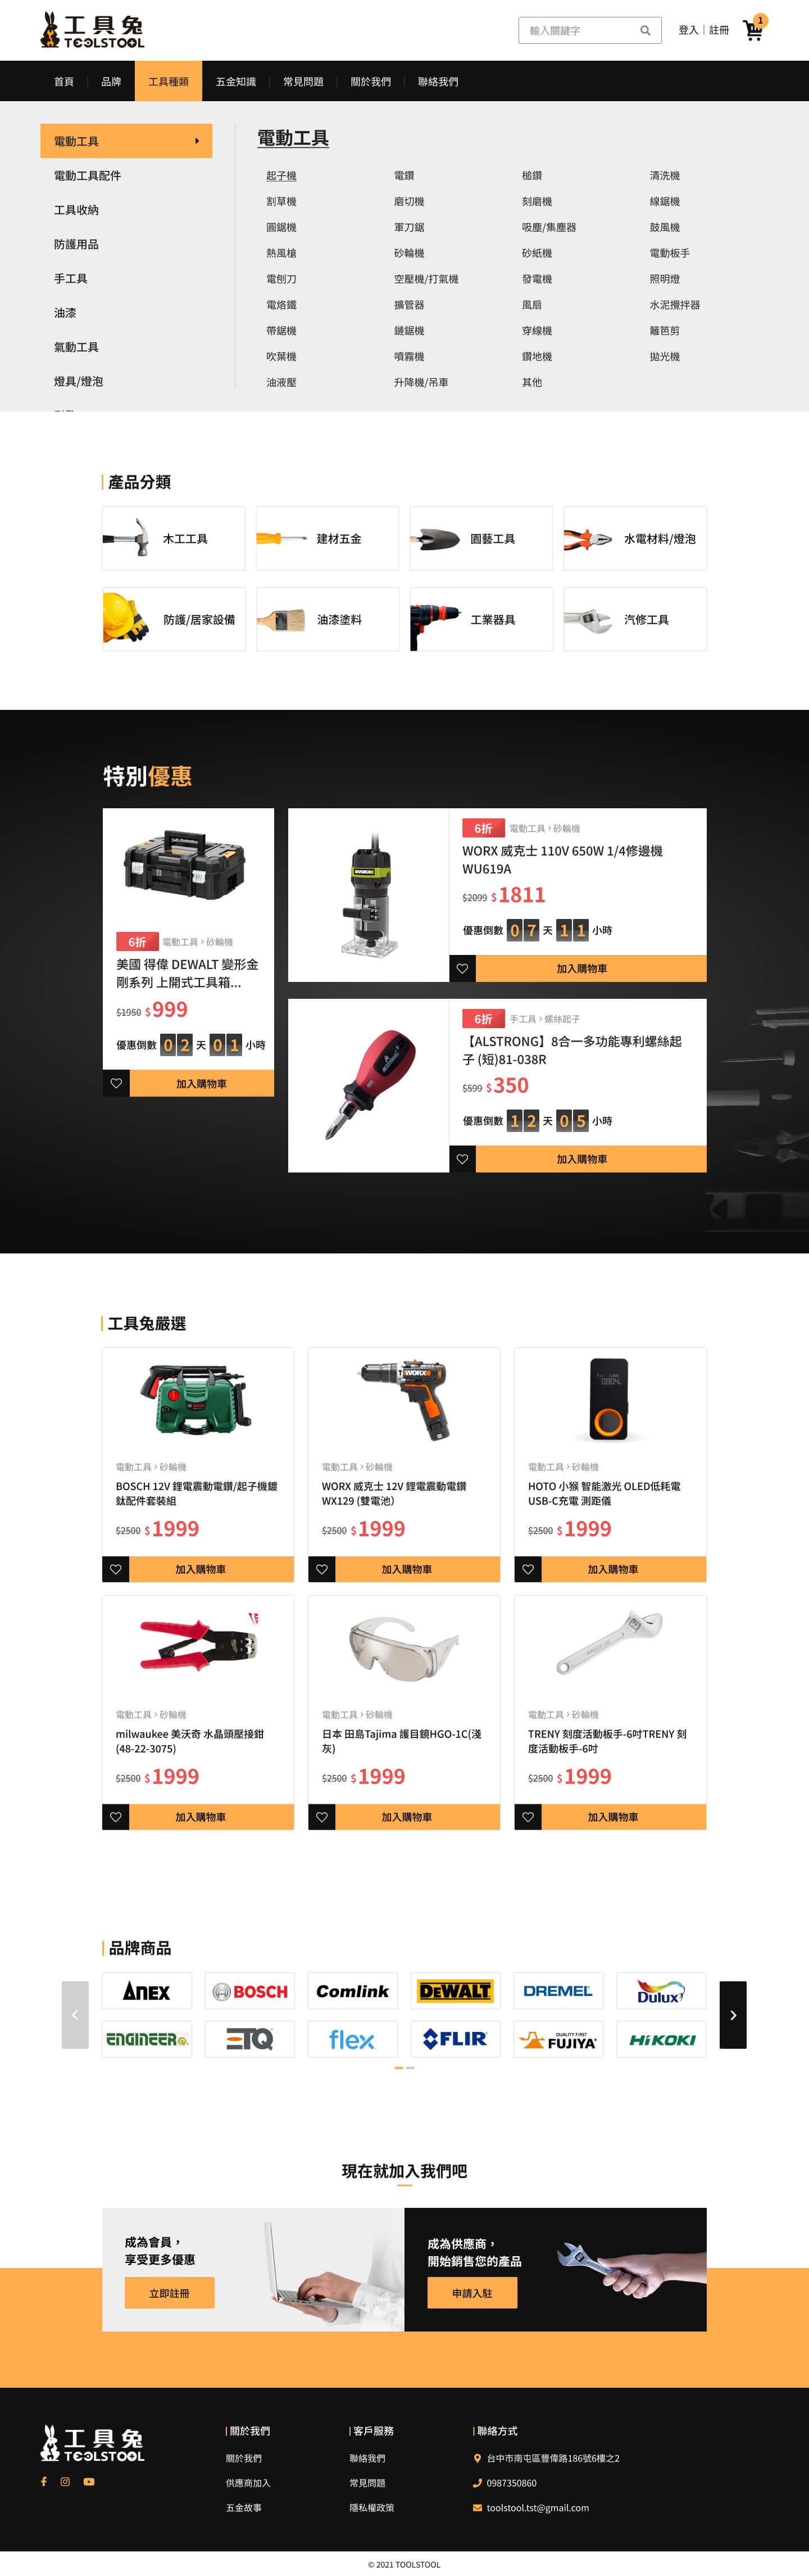 工具兔
TOOLSTOOL
輸入關鍵字
登入｜註冊
1
首頁
品牌
工具種類
五金知識
常見問題
關於我們
聯絡我們
電動工具
電動工具配件
工具收納
防護用品
手工具
油漆
氣動工具
燈具/燈泡
電動工具
起子機 電鑽 槌鑽 清洗機
割草機 磨切機 刻磨機 線鋸機
圓鋸機 軍刀鋸 吸塵/集塵器 鼓風機
熱風槍 砂輪機 砂紙機 電動板手
電刨刀 空壓機/打氣機 發電機 照明燈
電烙鐵 擴管器 風扇 水泥攪拌器
帶鋸機 鏈鋸機 穿線機 籬笆剪
吹葉機 噴霧機 鑽地機 拋光機
油液壓 升降機/吊車 其他
產品分類
木工工具
建材五金
園藝工具
水電材料/燈泡
防護/居家設備
油漆塗料
工業器具
汽修工具
特別優惠
6折 電動工具 › 砂輪機
美國 得偉 DEWALT 變形金
剛系列 上開式工具箱...
$1950 $999
優惠倒數 02 天 01 小時
加入購物車
WORX
6折 電動工具 › 砂輪機
WORX 威克士 110V 650W 1/4修邊機
WU619A
$2099 $1811
優惠倒數 07 天 11 小時
加入購物車
6折 手工具 › 螺絲起子
【ALSTRONG】8合一多功能專利螺絲起
子 (短)81-038R
$599 $350
優惠倒數 12 天 05 小時
加入購物車
工具兔嚴選
電動工具 › 砂輪機
BOSCH 12V 鋰電震動電鑽/起子機鍍
鈦配件套裝組
$2500 $1999
加入購物車
WORX
電動工具 › 砂輪機
WORX 威克士 12V 鋰電震動電鑽
WX129 (雙電池)
$2500 $1999
加入購物車
電動工具 › 砂輪機
HOTO 小猴 智能激光 OLED低耗電
USB-C充電 測距儀
$2500 $1999
加入購物車
電動工具 › 砂輪機
milwaukee 美沃奇 水晶頭壓接鉗
(48-22-3075)
$2500 $1999
加入購物車
電動工具 › 砂輪機
日本 田島Tajima 護目鏡HGO-1C(淺
灰)
$2500 $1999
加入購物車
電動工具 › 砂輪機
TRENY 刻度活動板手-6吋TRENY 刻
度活動板手-6吋
$2500 $1999
加入購物車
品牌商品
ANEX
BOSCH
Comlink
DEWALT
DREMEL
Dulux
ENGINEER
ETQ
flex
FLIR
QUALITY FIRST
FUJIYA
HiKOKI
現在就加入我們吧
成為會員，
享受更多優惠
立即註冊
成為供應商，
開始銷售您的產品
申請入駐
工具兔
TOOLSTOOL
關於我們
關於我們
供應商加入
五金故事
客戶服務
聯絡我們
常見問題
隱私權政策
聯絡方式
台中市南屯區豐偉路186號6樓之2
0987350860
toolstool.tst@gmail.com
© 2021 TOOLSTOOL